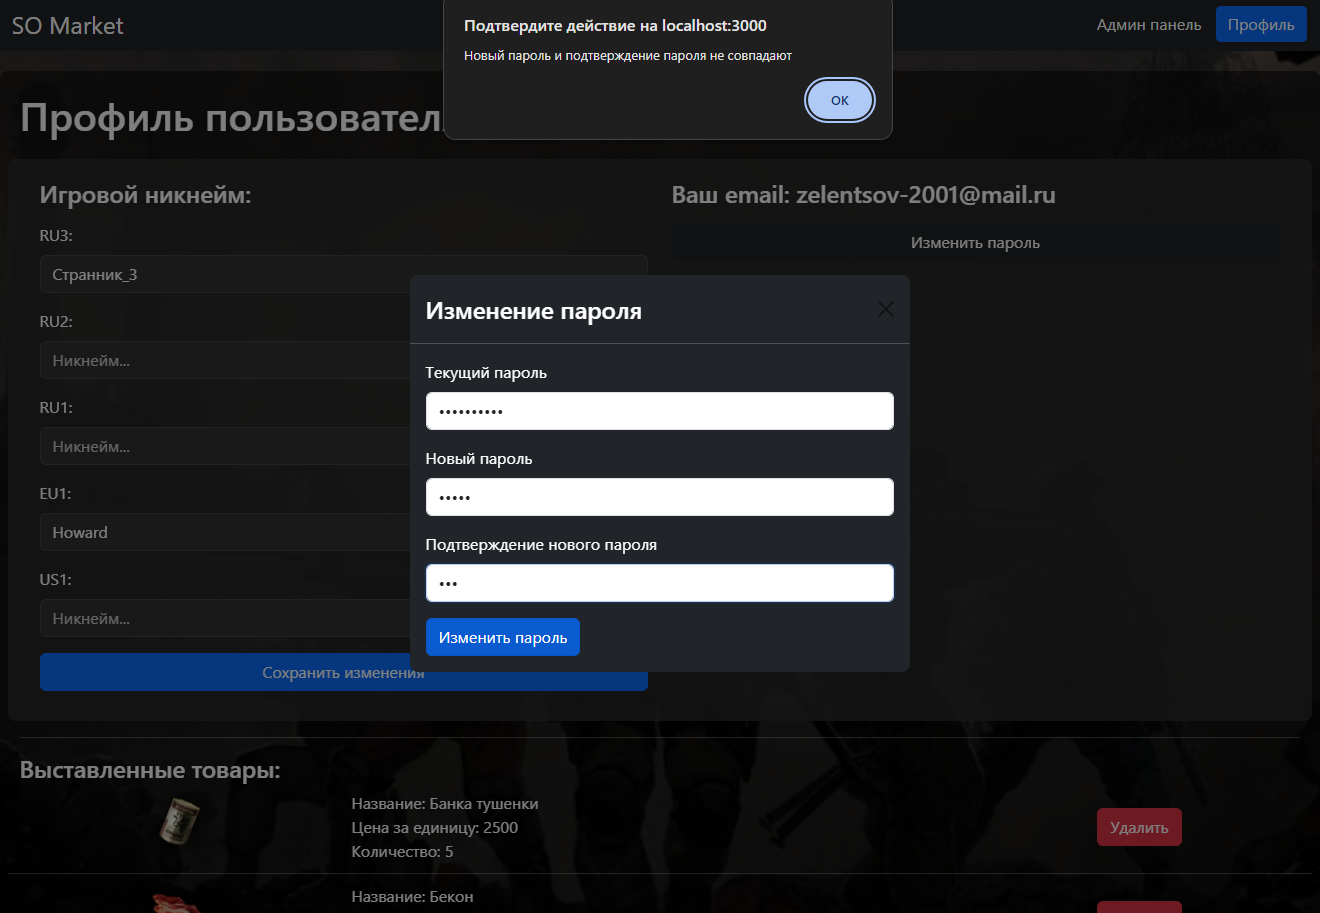 SO Market
Админ панель
Профиль
Подтвердите действие на localhost:3000
Новый пароль и подтверждение пароля не совпадают
ОК
Профиль пользовател
Игровой никнейм:
Ваш email: zelentsov-2001@mail.ru
RU3:
Изменить пароль
Странник_3
RU2:
Никнейм...
RU1:
Никнейм...
EU1:
Howard
US1:
Никнейм...
Сохранить изменения
Изменение пароля
Текущий пароль
••••••••••
Новый пароль
•••••
Подтверждение нового пароля
•••
Изменить пароль
Выставленные товары:
Название: Банка тушенки
Цена за единицу: 2500
Количество: 5
Удалить
Название: Бекон